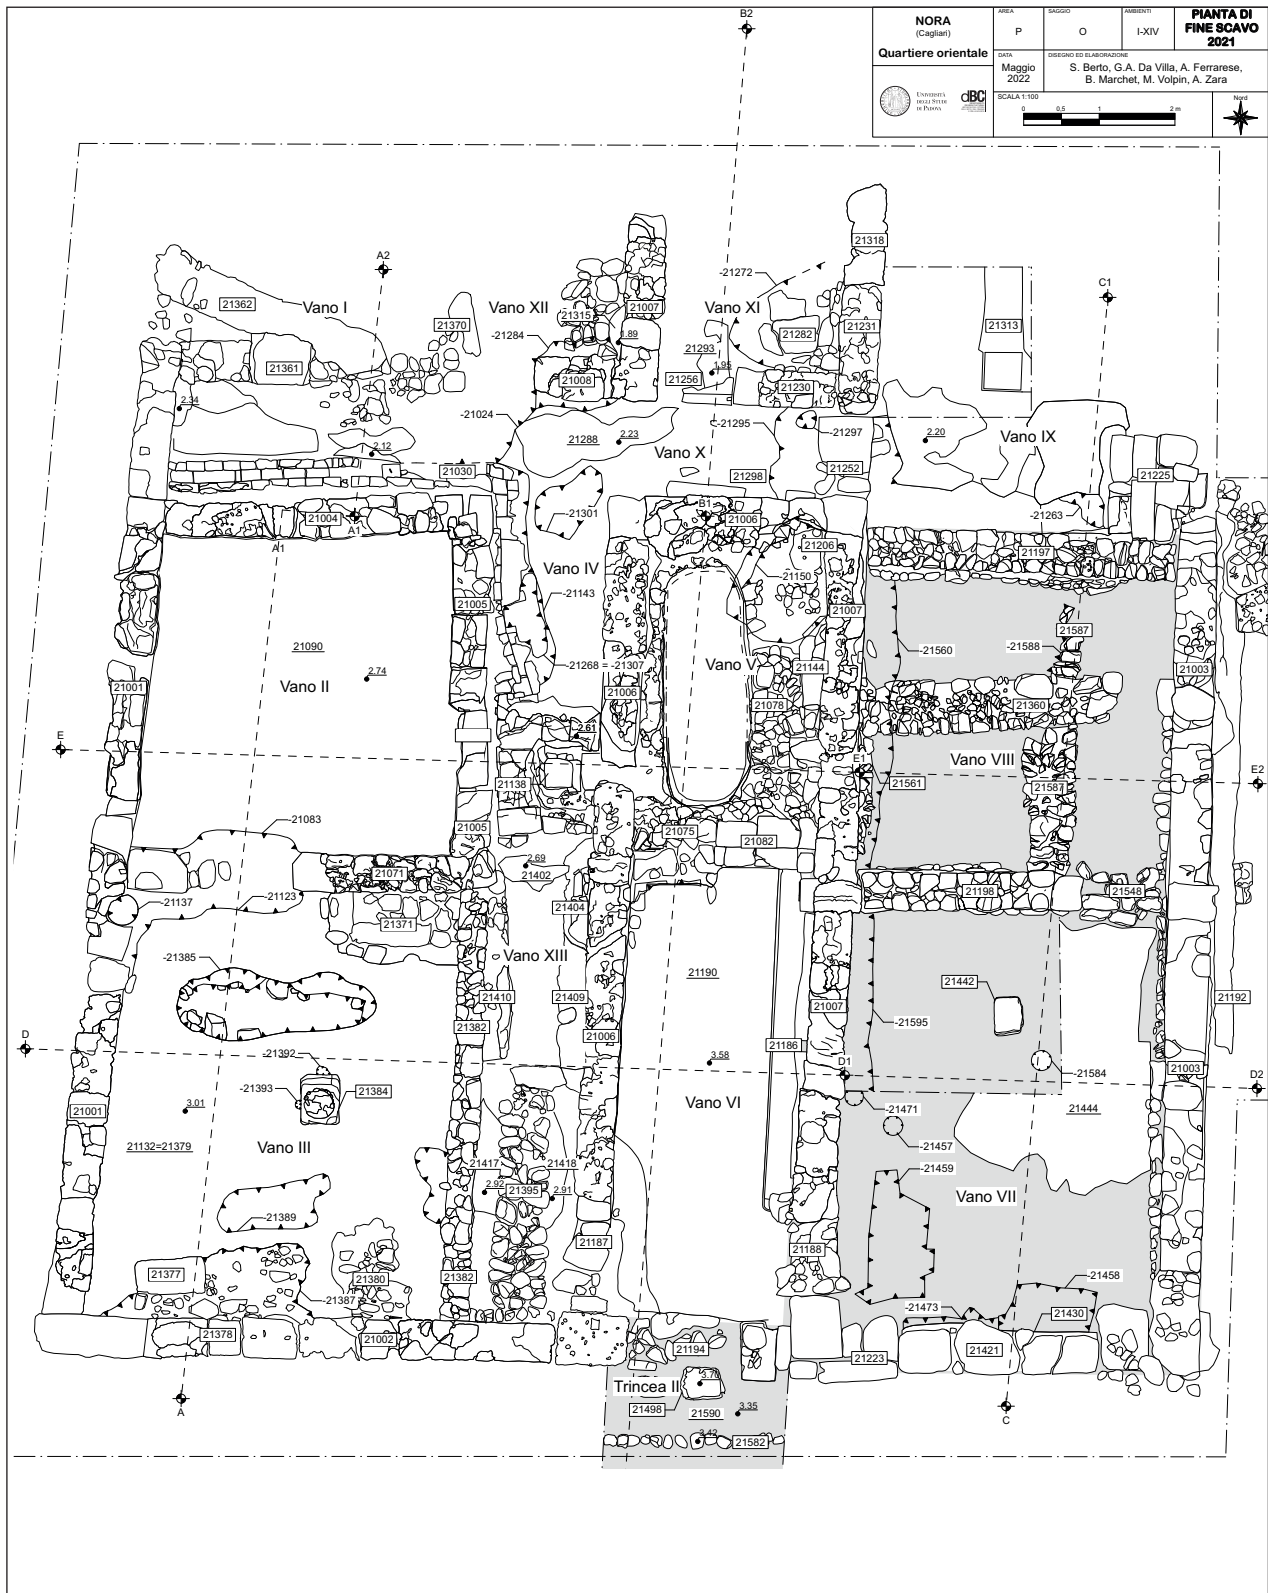 NORA
(Cagliari)
Quartiere orientale
UNIVERSITÀ
DEGLI STUDI
DI PADOVA
dBC
AREA
P
SAGGIO
O
AMBIENTI
I-XIV
PIANTA DI
FINE SCAVO
2021
DATA
Maggio
2022
DISEGNO ED ELABORAZIONE
S. Berto, G.A. Da Villa, A. Ferrarese,
B. Marchet, M. Volpin, A. Zara
SCALA 1:100
0 0,5 1 2 m
Nord
B2
A2
C1
21318
-21272
21362
Vano I
Vano XII
21315
21007
Vano XI
21370
-21284
1.89
21282
21231
21313
21293
21361
21008
21256
1.95
21230
2.34
-21024
21288
2.23
-21295
-21297
2.20
Vano IX
2.12
Vano X
21030
21298
21252
21225
-21301
B1
21006
-21263
21004
A1
A1
21206
21197
Vano IV
-21150
-21143
21005
21007
21587
21090
-21588
-21560
Vano V
21144
-21268 = -21307
21003
2.74
Vano II
21001
21006
21078
21360
2.61
E
E1
Vano VIII
E2
21138
21561
21587
-21083
21005
21075
21082
2.69
21402
21071
21198
21548
-21137
-21123
21404
21371
-21385
Vano XIII
21190
21442
21410
21409
21007
21192
21382
21006
-21595
D
21186
-21392
3.58
D1
-21584
21003
D2
-21393
21384
21001
3.01
Vano VI
-21471
21444
21132=21379
Vano III
-21457
21417
21418
-21459
2.92
21395
2.91
Vano VII
-21389
21187
21188
21377
21380
21382
-21458
-21387
-21473
21430
21378
21002
21194
21223
21421
Trincea II
3.70
A
21498
21590
3.35
C
3.42
21582